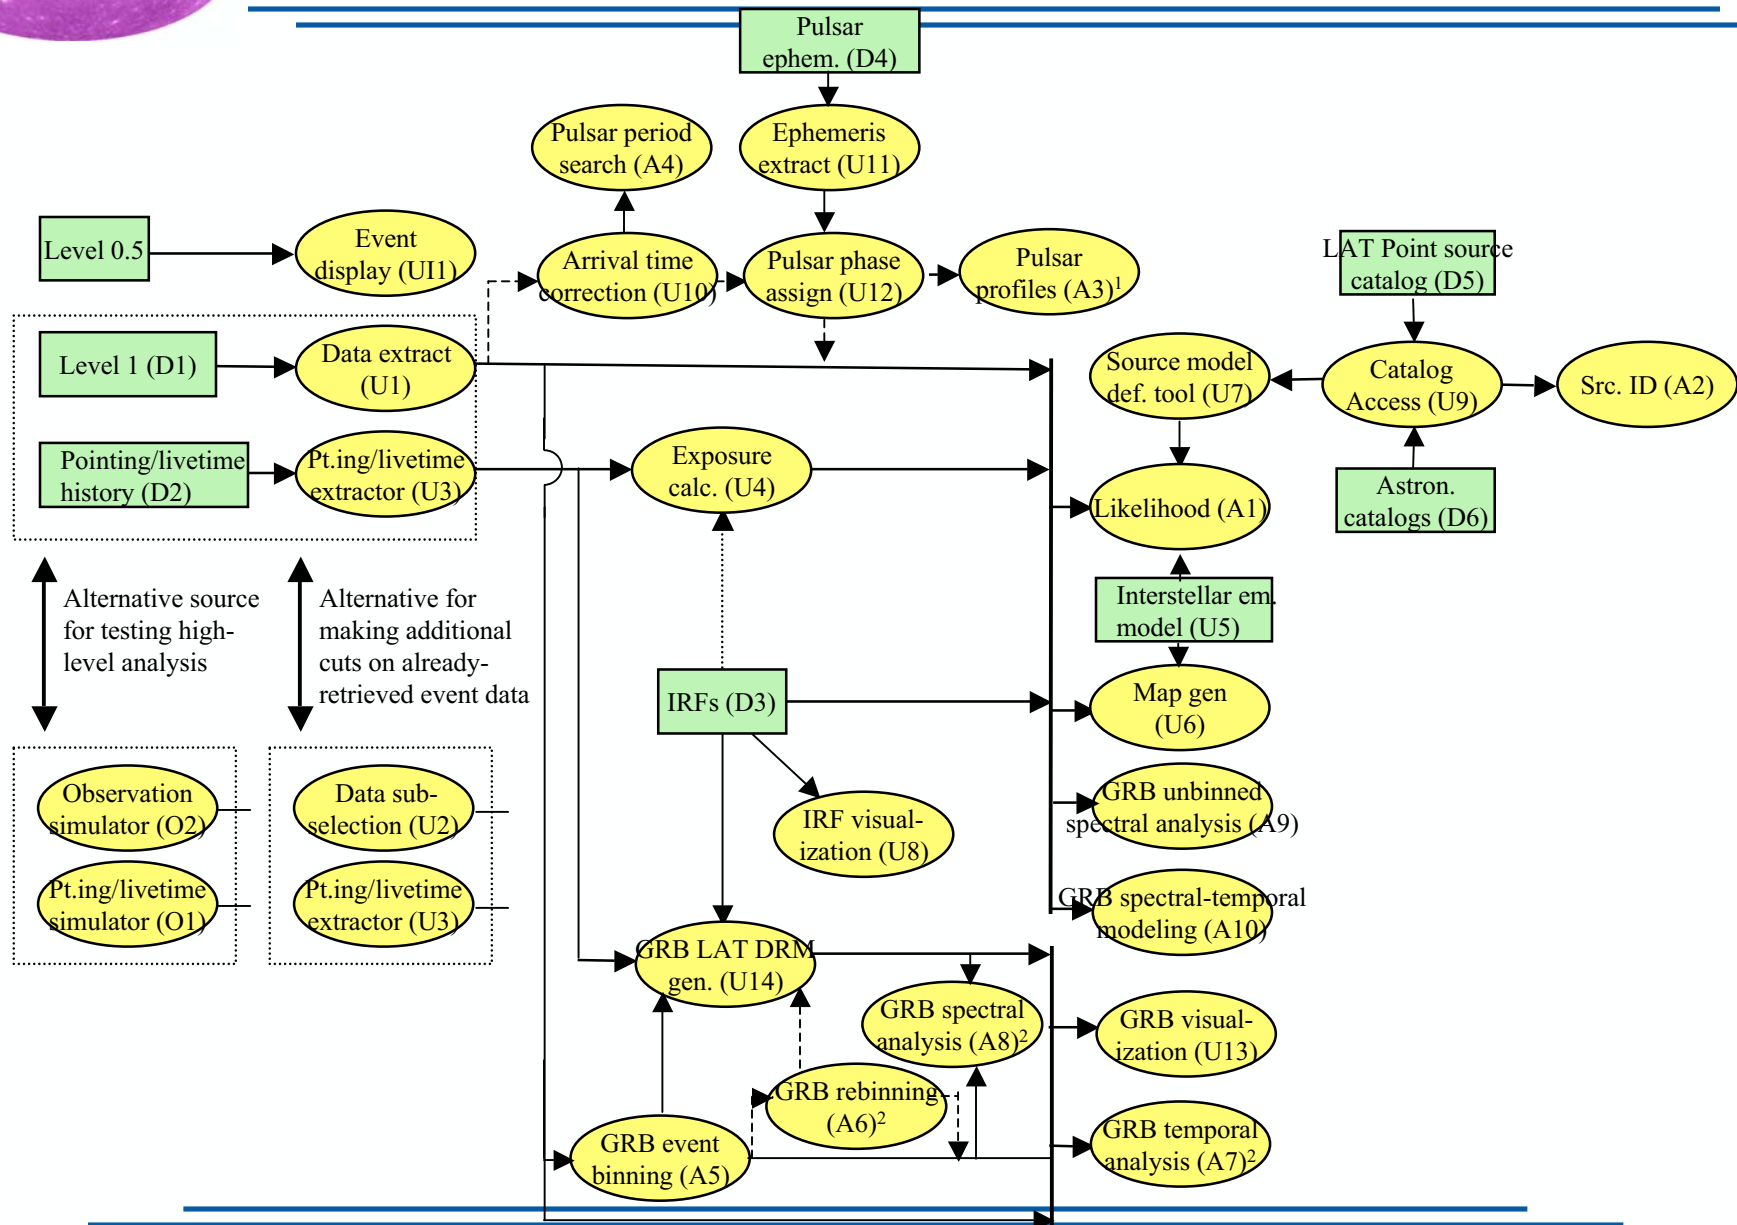 Pulsar
ephem. (D4)
Pulsar period
search (A4)
Ephemeris
extract (U11)
Level 0.5
Event
display (UI1)
Arrival time
correction (U10)
Pulsar phase
assign (U12)
Pulsar
profiles (A3)¹
LAT Point source
catalog (D5)
Level 1 (D1)
Data extract
(U1)
Source model
def. tool (U7)
Catalog
Access (U9)
Src. ID (A2)
Pointing/livetime
history (D2)
Pt.ing/livetime
extractor (U3)
Exposure
calc. (U4)
Likelihood (A1)
Astron.
catalogs (D6)
Alternative source
for testing high-
level analysis
Alternative for
making additional
cuts on already-
retrieved event data
Interstellar em.
model (U5)
IRFs (D3)
Map gen
(U6)
Observation
simulator (O2)
Data sub-
selection (U2)
IRF visual-
ization (U8)
GRB unbinned
spectral analysis (A9)
Pt.ing/livetime
simulator (O1)
Pt.ing/livetime
extractor (U3)
GRB spectral-temporal
modeling (A10)
GRB LAT DRM
gen. (U14)
GRB spectral
analysis (A8)²
GRB visual-
ization (U13)
GRB rebinning
(A6)²
GRB event
binning (A5)
GRB temporal
analysis (A7)²